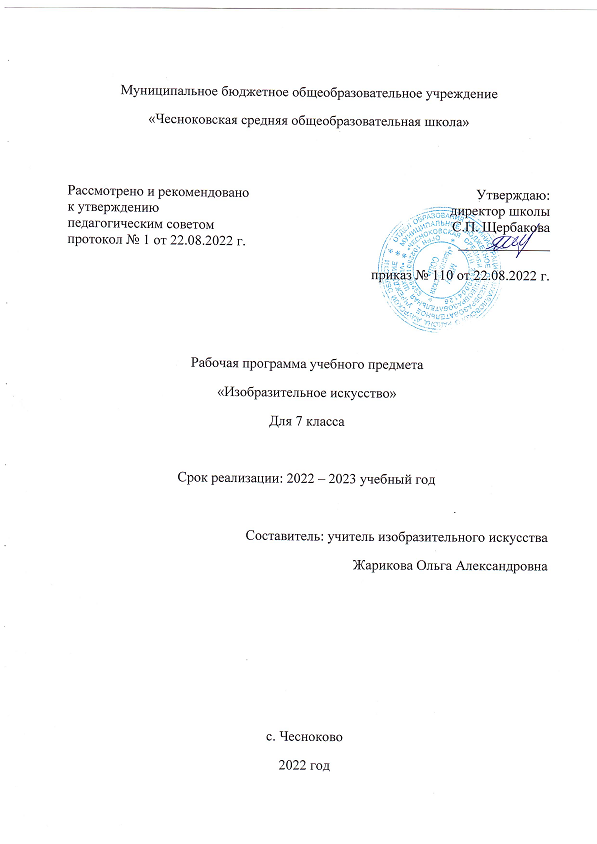 Муниципальное бюджетное общеобразовательное учреждение
«Чесноковская средняя общеобразовательная школа»
Рассмотрено и рекомендовано
к утверждению
педагогическим советом
протокол № 1 от 22.08.2022 г.
Утверждаю:
директор школы
С.П. Щербакова
приказ № 110 от 22.08.2022 г.
Рабочая программа учебного предмета
«Изобразительное искусство»
Для 7 класса
Срок реализации: 2022 – 2023 учебный год
Составитель: учитель изобразительного искусства
Жарикова Ольга Александровна
с. Чесноково
2022 год